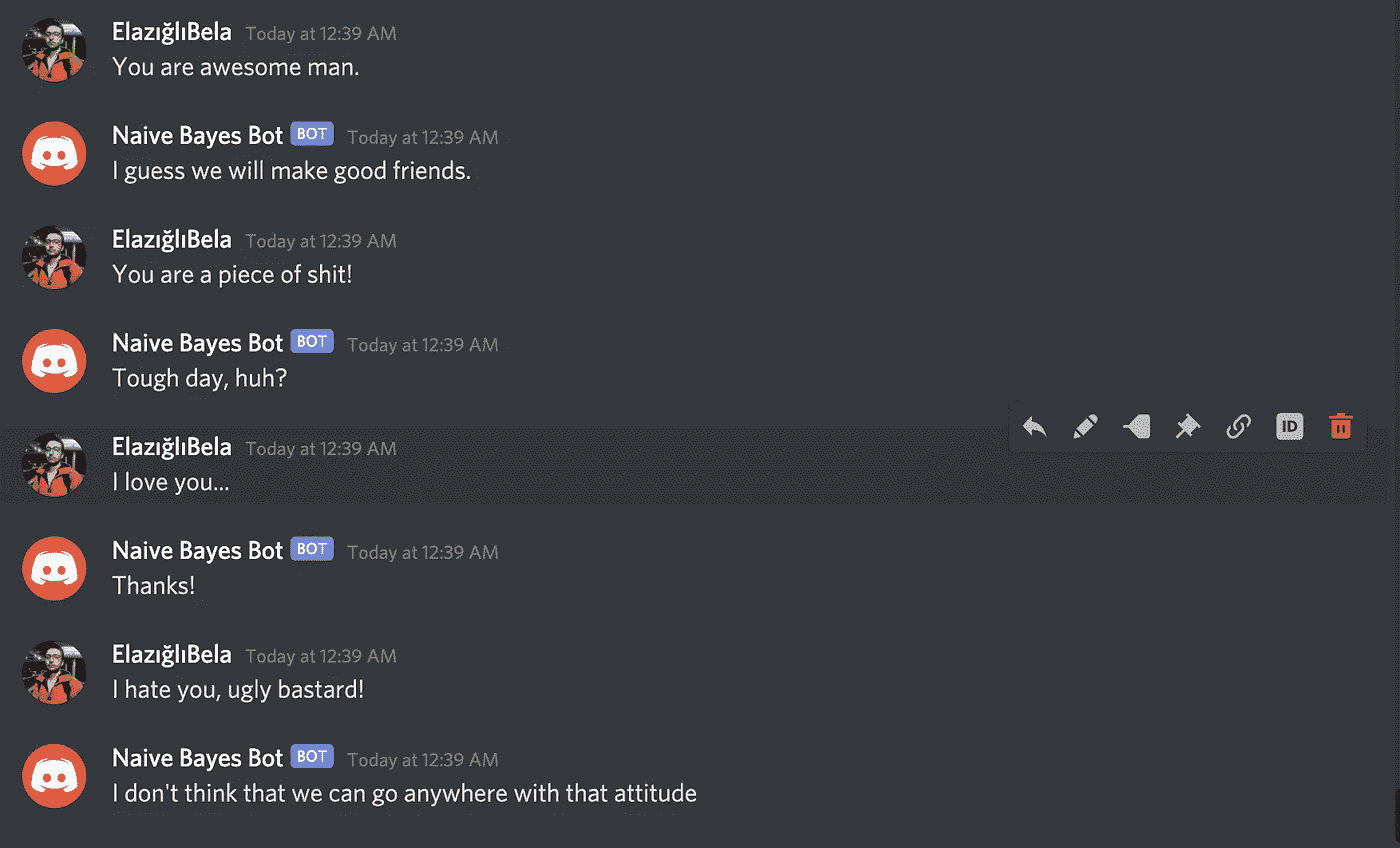 ElazığlıBela Today at 12:39 AM
You are awesome man.
Naive Bayes Bot BOT Today at 12:39 AM
I guess we will make good friends.
ElazığlıBela Today at 12:39 AM
You are a piece of shit!
Naive Bayes Bot BOT Today at 12:39 AM
Tough day, huh?
ElazığlıBela Today at 12:39 AM
ID
I love you...
Naive Bayes Bot BOT Today at 12:39 AM
Thanks!
ElazığlıBela Today at 12:39 AM
I hate you, ugly bastard!
Naive Bayes Bot BOT Today at 12:39 AM
I don't think that we can go anywhere with that attitude